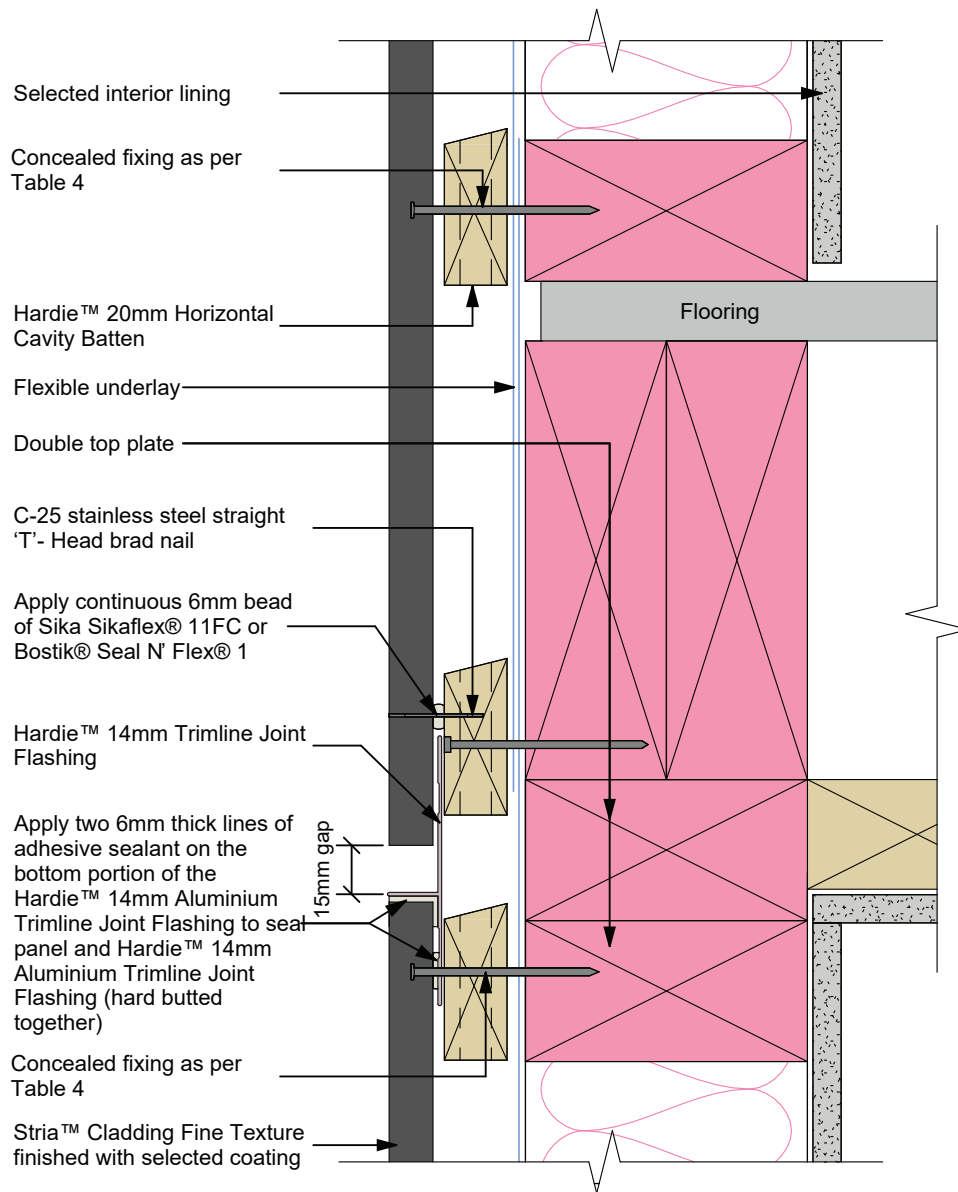 Selected interior lining
Concealed fixing as per
Table 4
Hardie™ 20mm Horizontal
Cavity Batten
Flooring
Flexible underlay
Double top plate
C-25 stainless steel straight
‘T’- Head brad nail
Apply continuous 6mm bead
of Sika Sikaflex® 11FC or
Bostik® Seal N’ Flex® 1
Hardie™ 14mm Trimline Joint
Flashing
Apply two 6mm thick lines of
adhesive sealant on the
bottom portion of the
Hardie™ 14mm Aluminium
Trimline Joint Flashing to seal
panel and Hardie™ 14mm
Aluminium Trimline Joint
Flashing (hard butted
together)
15mm gap
Concealed fixing as per
Table 4
Stria™ Cladding Fine Texture
finished with selected coating